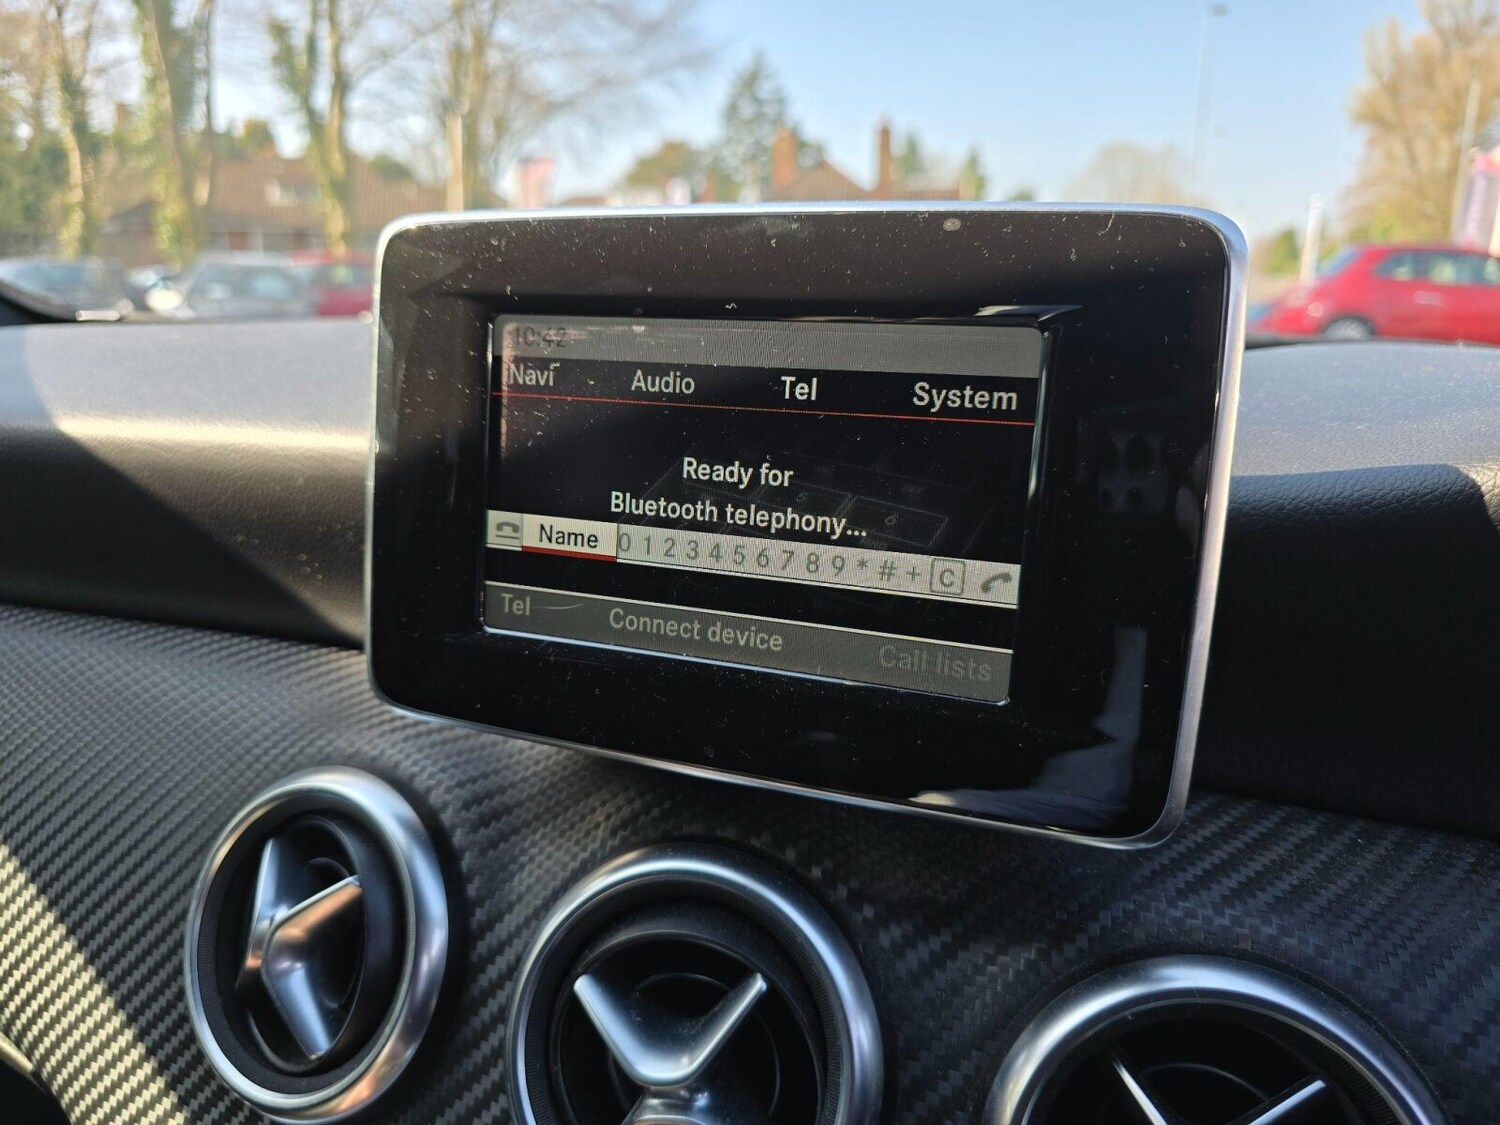 10:42
Navi Audio Tel System
Ready for
Bluetooth telephony...
Name 0 1 2 3 4 5 6 7 8 9 * # + C
Tel Connect device Call lists